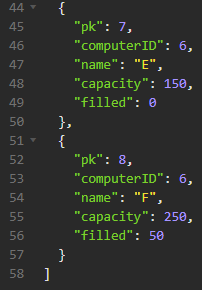 44 {
45 "pk": 7,
46 "computerID": 6,
47 "name": "E",
48 "capacity": 150,
49 "filled": 0
50 },
51 {
52 "pk": 8,
53 "computerID": 6,
54 "name": "F",
55 "capacity": 250,
56 "filled": 50
57 }
58 ]